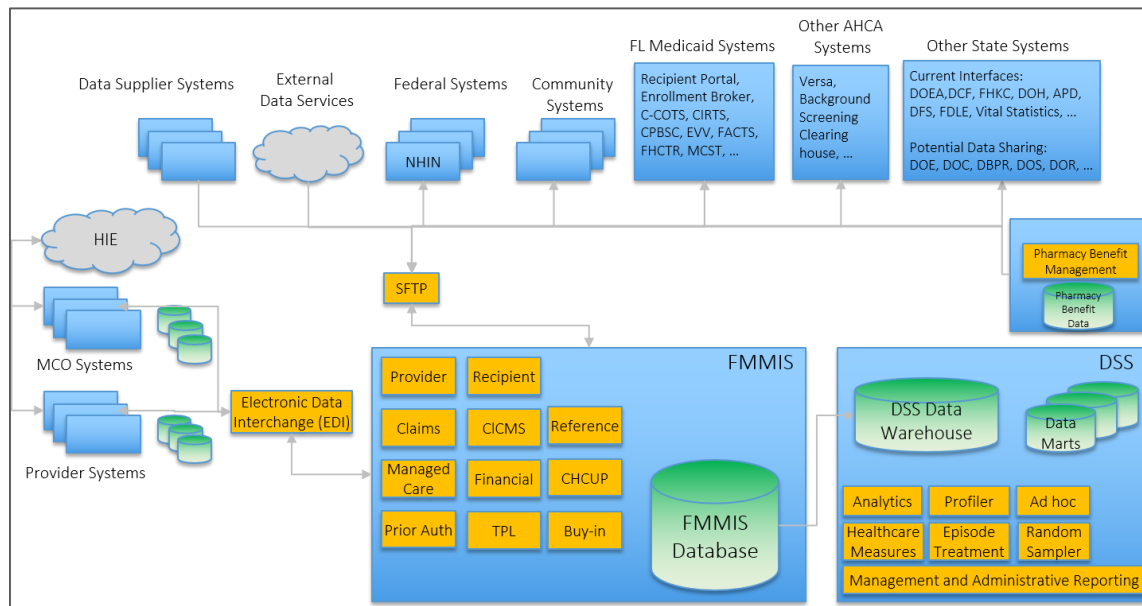 Data Supplier Systems
External
Data Services
Federal Systems
NHIN
Community
Systems
FL Medicaid Systems
Recipient Portal,
Enrollment Broker,
C-COTS, CIRTS,
CPBSC, EVV, FACTS,
FHCTR, MCST, ...
Other AHCA
Systems
Versa,
Background
Screening
Clearing
house, ...
Other State Systems
Current Interfaces:
DOEA,DCF, FHKC, DOH, APD,
DFS, FDLE, Vital Statistics, ...
Potential Data Sharing:
DOE, DOC, DBPR, DOS, DOR, ...
HIE
MCO Systems
Provider Systems
SFTP
Pharmacy Benefit
Management
Pharmacy
Benefit
Data
Electronic Data
Interchange (EDI)
FMMIS
Provider
Recipient
Claims
CICMS
Reference
Managed
Care
Financial
CHCUP
Prior Auth
TPL
Buy-in
FMMIS
Database
DSS
DSS Data
Warehouse
Data
Marts
Analytics
Profiler
Ad hoc
Healthcare
Measures
Episode
Treatment
Random
Sampler
Management and Administrative Reporting